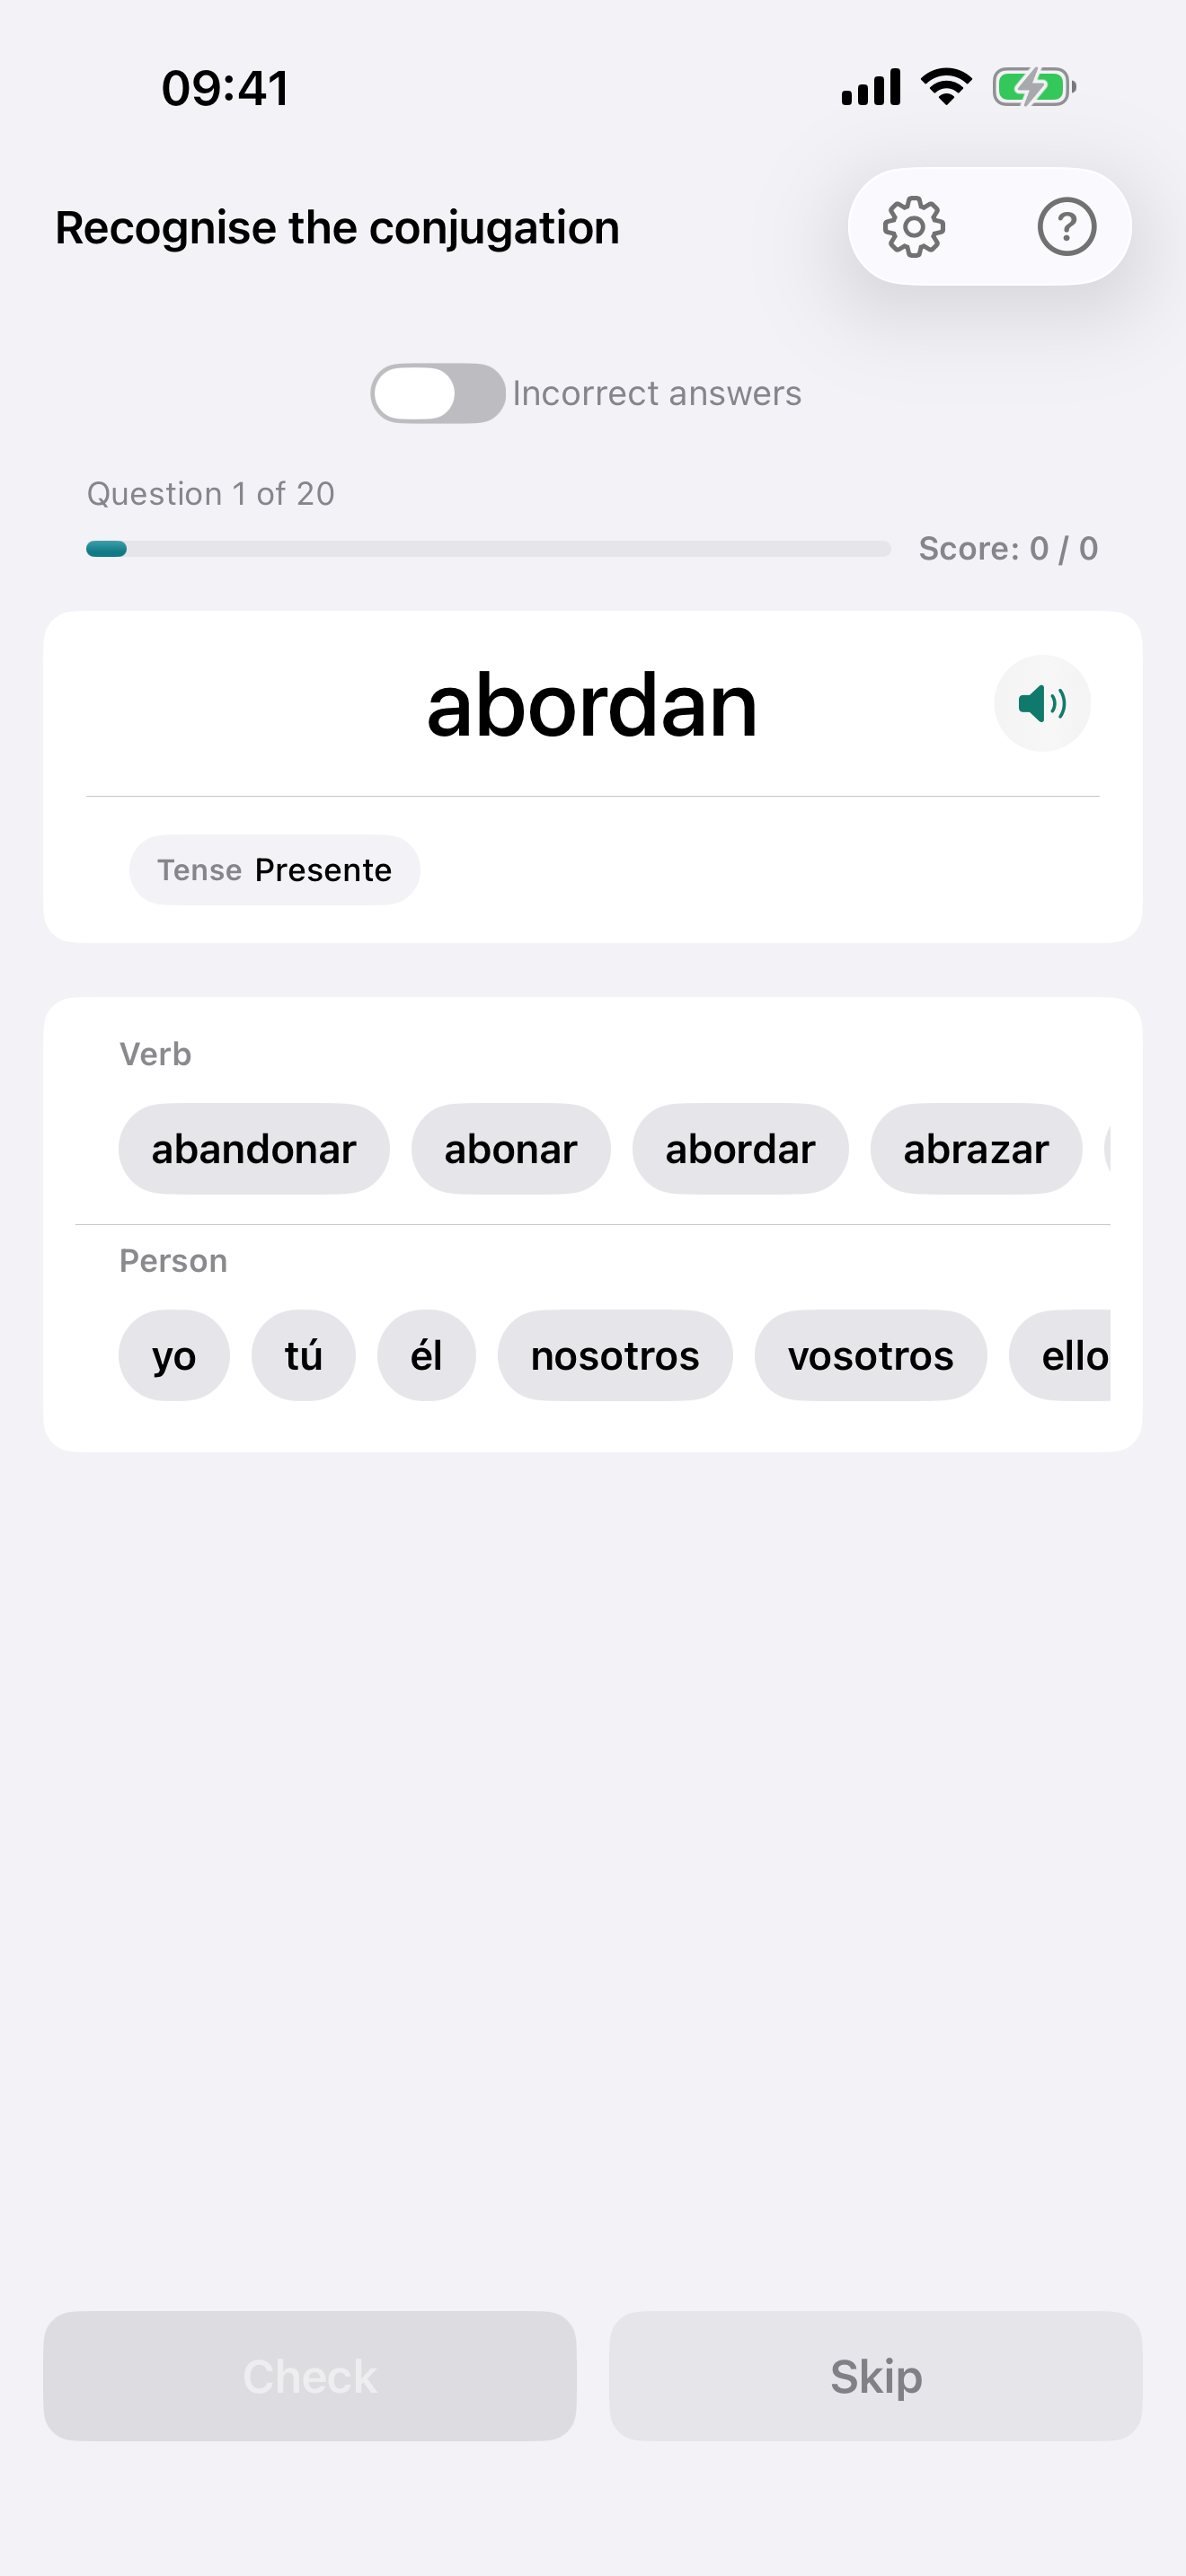 09:41
Recognise the conjugation
Incorrect answers
Question 1 of 20
Score: 0 / 0
abordan
Tense Presente
Verb
abandonar abonar abordar abrazar
Person
yo tú él nosotros vosotros ello
Check Skip